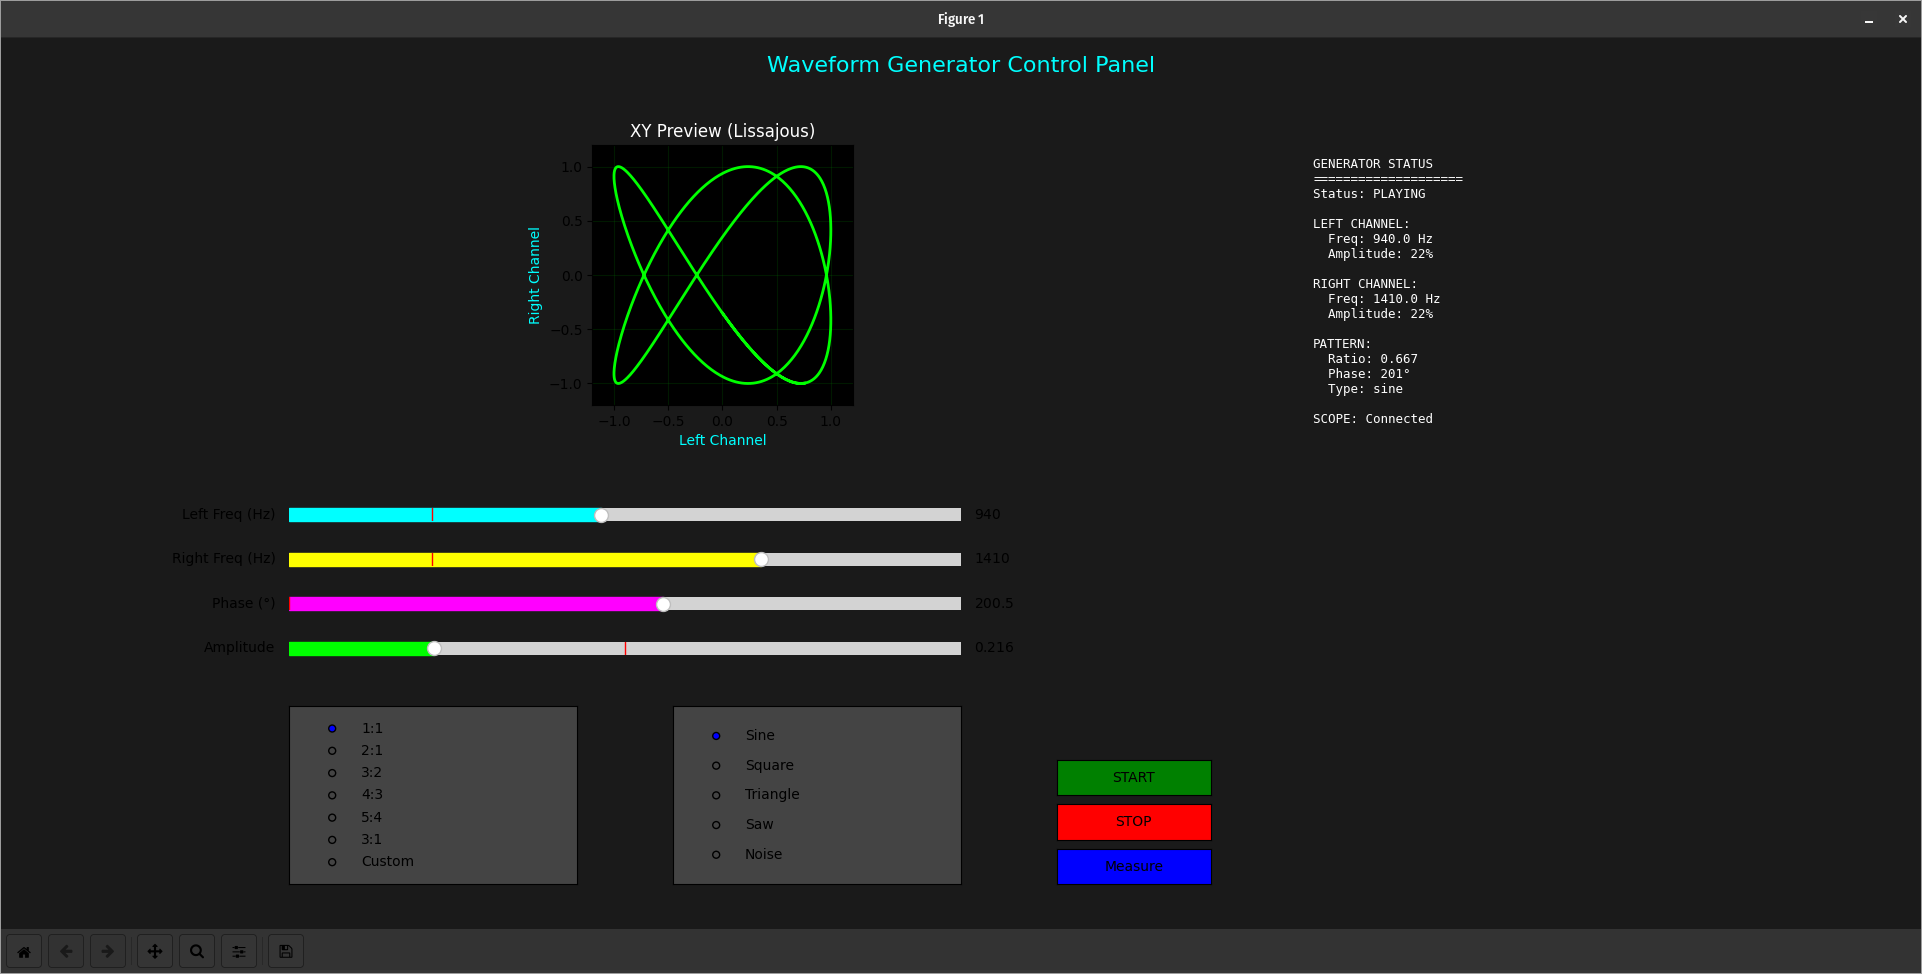 Figure 1
Waveform Generator Control Panel
XY Preview (Lissajous)
1.0
0.5
0.0
−0.5
−1.0
Right Channel
−1.0 −0.5 0.0 0.5 1.0
Left Channel
GENERATOR STATUS
====================
Status: PLAYING
LEFT CHANNEL:
Freq: 940.0 Hz
Amplitude: 22%
RIGHT CHANNEL:
Freq: 1410.0 Hz
Amplitude: 22%
PATTERN:
Ratio: 0.667
Phase: 201°
Type: sine
SCOPE: Connected
Left Freq (Hz) 940
Right Freq (Hz) 1410
Phase (°) 200.5
Amplitude 0.216
1:1
2:1
3:2
4:3
5:4
3:1
Custom
Sine
Square
Triangle
Saw
Noise
START
STOP
Measure